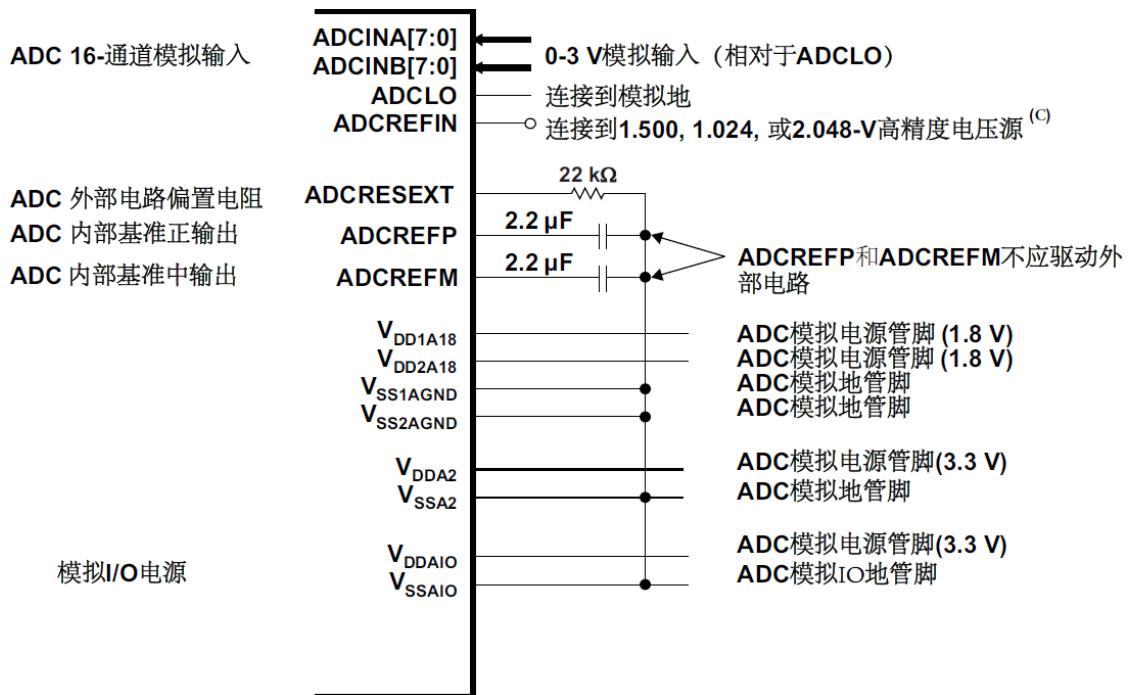 ADCINA[7:0]
ADC 16-通道模拟输入
0-3 V模拟输入（相对于ADCLO）
ADCINB[7:0]
ADCLO
连接到模拟地
ADCREFIN
连接到1.500, 1.024, 或2.048-V高精度电压源(C)
22 kΩ
ADC 外部电路偏置电阻
ADCRESEXT
2.2 μF
ADC 内部基准正输出
ADCREFP
2.2 μF
ADCREFP和ADCREFM不应驱动外
部电路
ADC 内部基准中输出
ADCREFM
VDD1A18
ADC模拟电源管脚 (1.8 V)
VDD2A18
ADC模拟电源管脚 (1.8 V)
VSS1AGND
ADC模拟地管脚
VSS2AGND
ADC模拟地管脚
VDDA2
ADC模拟电源管脚(3.3 V)
VSSA2
ADC模拟地管脚
VDDAIO
ADC模拟电源管脚(3.3 V)
模拟I/O电源
VSSAIO
ADC模拟IO地管脚